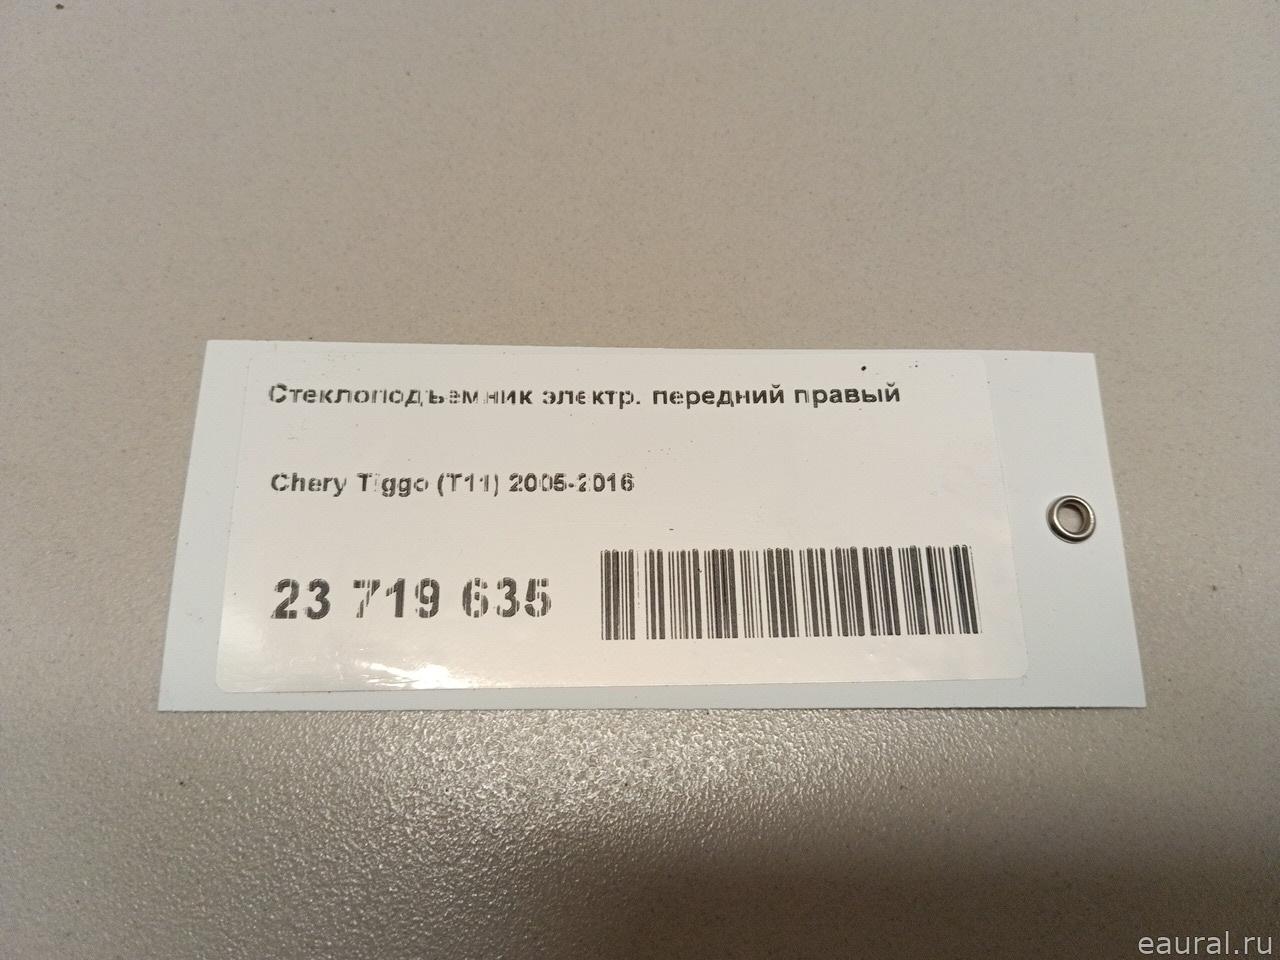 Стеклоподъемник электр. передний правый
Chery Tiggo (T11) 2005-2016
23 719 635
eaural.ru